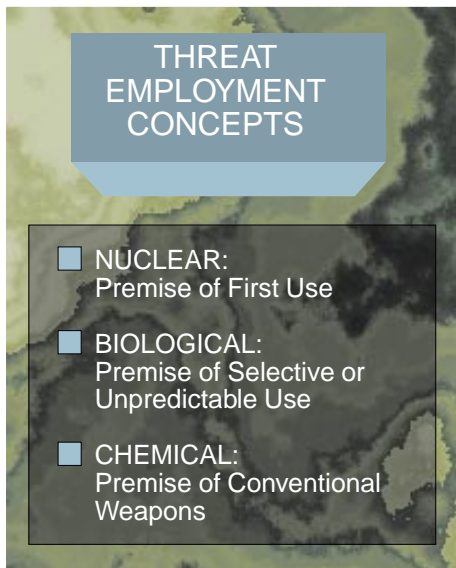 THREAT
EMPLOYMENT
CONCEPTS
NUCLEAR:
Premise of First Use
BIOLOGICAL:
Premise of Selective or
Unpredictable Use
CHEMICAL:
Premise of Conventional
Weapons